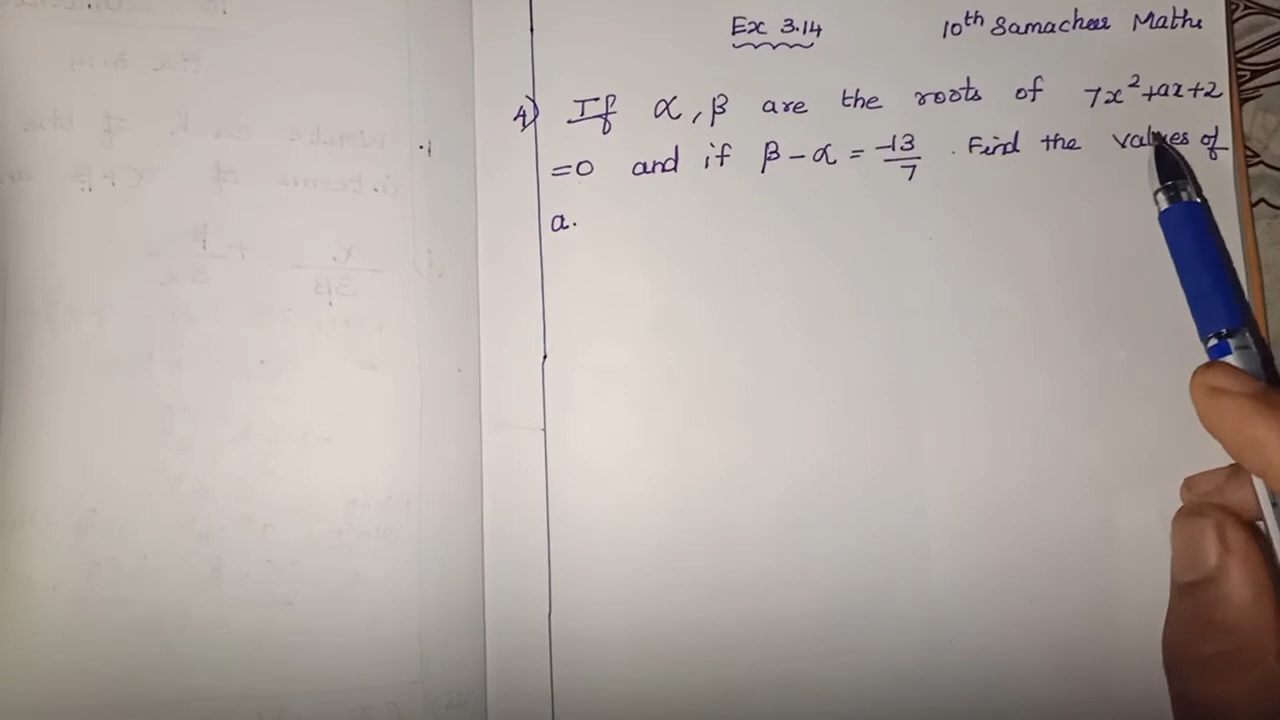 Ex 3.14
10th Samacheer Maths
4) If α, β are the roots of 7x²+ax+2
=0 and if β-α = -13/7 . Find the values of
a.